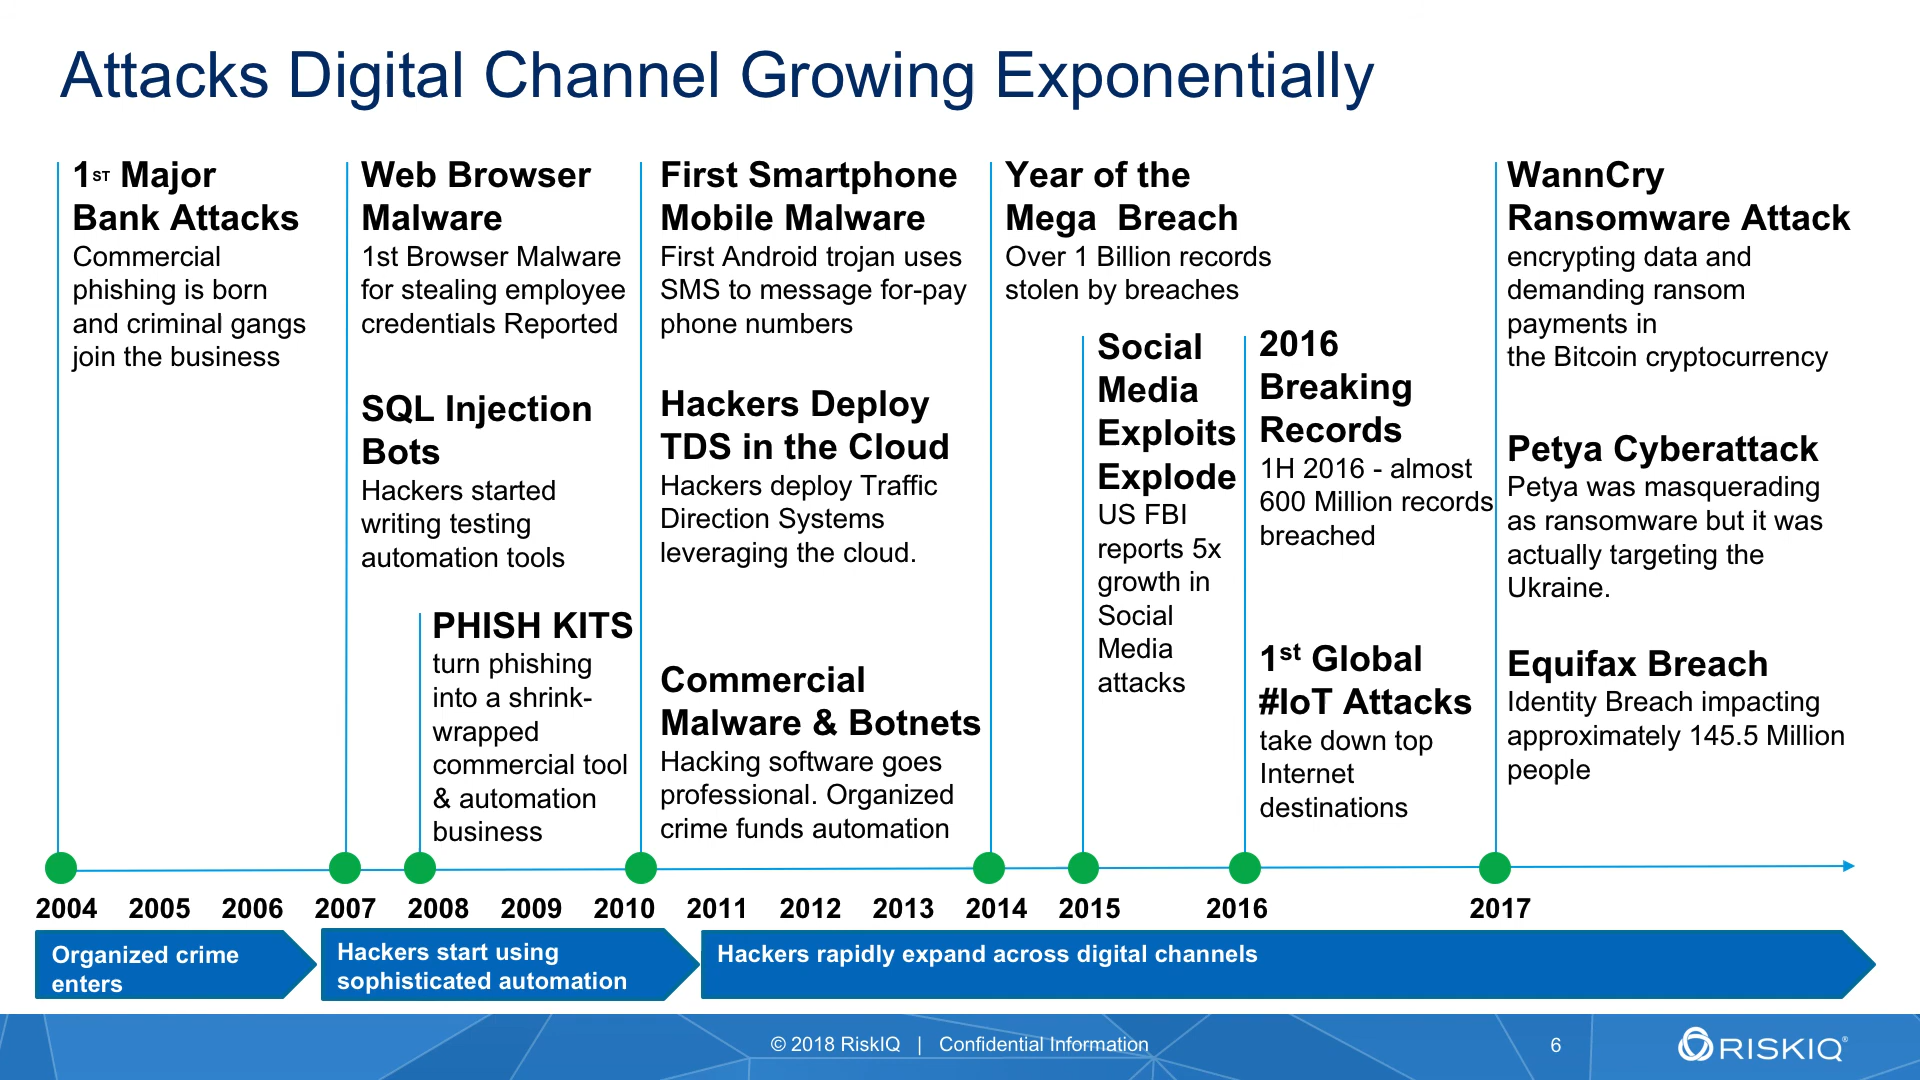 Attacks Digital Channel Growing Exponentially
1ST Major
Bank Attacks
Commercial
phishing is born
and criminal gangs
join the business
Web Browser
Malware
1st Browser Malware
for stealing employee
credentials Reported
SQL Injection
Bots
Hackers started
writing testing
automation tools
PHISH KITS
turn phishing
into a shrink-
wrapped
commercial tool
& automation
business
First Smartphone
Mobile Malware
First Android trojan uses
SMS to message for-pay
phone numbers
Hackers Deploy
TDS in the Cloud
Hackers deploy Traffic
Direction Systems
leveraging the cloud.
Commercial
Malware & Botnets
Hacking software goes
professional. Organized
crime funds automation
Year of the
Mega  Breach
Over 1 Billion records
stolen by breaches
Social
Media
Exploits
Explode
US FBI
reports 5x
growth in
Social
Media
attacks
2016
Breaking
Records
1H 2016 - almost
600 Million records
breached
1st Global
#IoT Attacks
take down top
Internet
destinations
WannCry
Ransomware Attack
encrypting data and
demanding ransom
payments in
the Bitcoin cryptocurrency
Petya Cyberattack
Petya was masquerading
as ransomware but it was
actually targeting the
Ukraine.
Equifax Breach
Identity Breach impacting
approximately 145.5 Million
people
2004 2005 2006 2007 2008 2009 2010 2011 2012 2013 2014 2015 2016 2017
Organized crime
enters
Hackers start using
sophisticated automation
Hackers rapidly expand across digital channels
© 2018 RiskIQ | Confidential Information
6
RISKIQ®